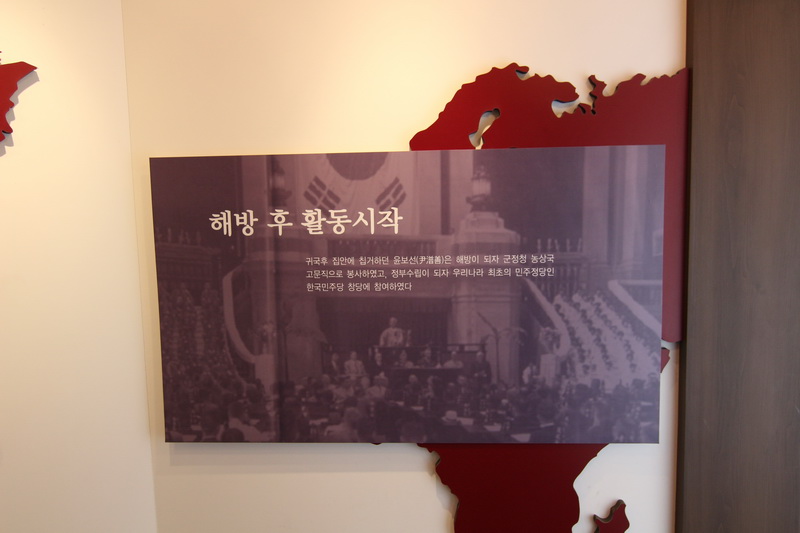 해방 후 활동시작
귀국후 집안에 칩거하던 윤보선(尹潽善)은 해방이 되자 군정청 농상국
고문직으로 봉사하였고, 정부수립이 되자 우리나라 최초의 민주정당인
한국민주당 창당에 참여하였다